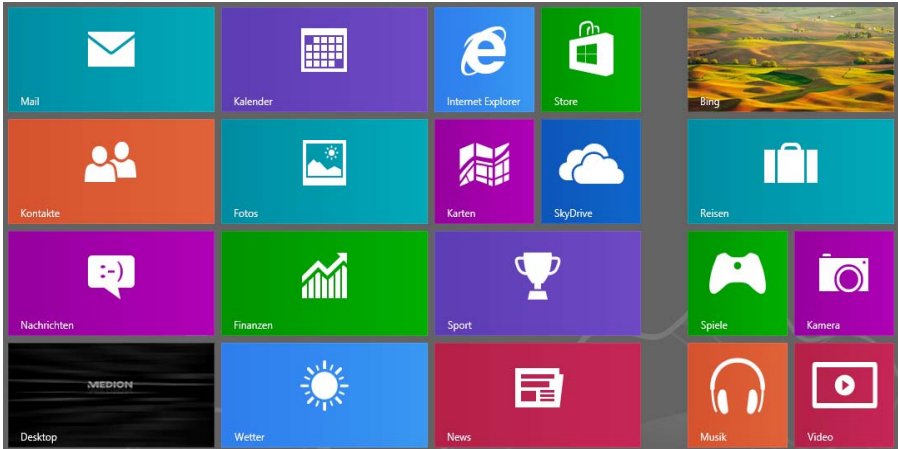 Mail
Kalender
Internet Explorer
Store
Bing
Kontakte
Fotos
Karten
SkyDrive
Reisen
Nachrichten
:-)
Finanzen
Sport
Spiele
Kamera
MEDION
Desktop
Wetter
News
Musik
Video